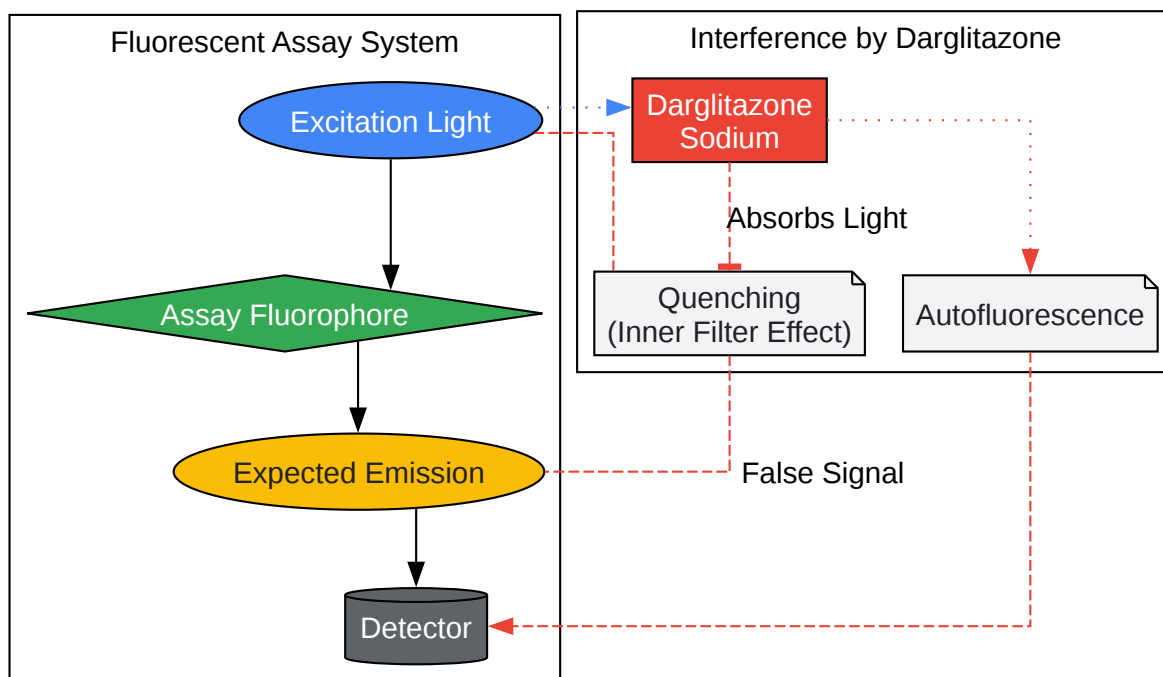 Fluorescent Assay System
Interference by Darglitazone
Excitation Light
Darglitazone
Sodium
Absorbs Light
Assay Fluorophore
Quenching
(Inner Filter Effect)
Autofluorescence
Expected Emission
False Signal
Detector